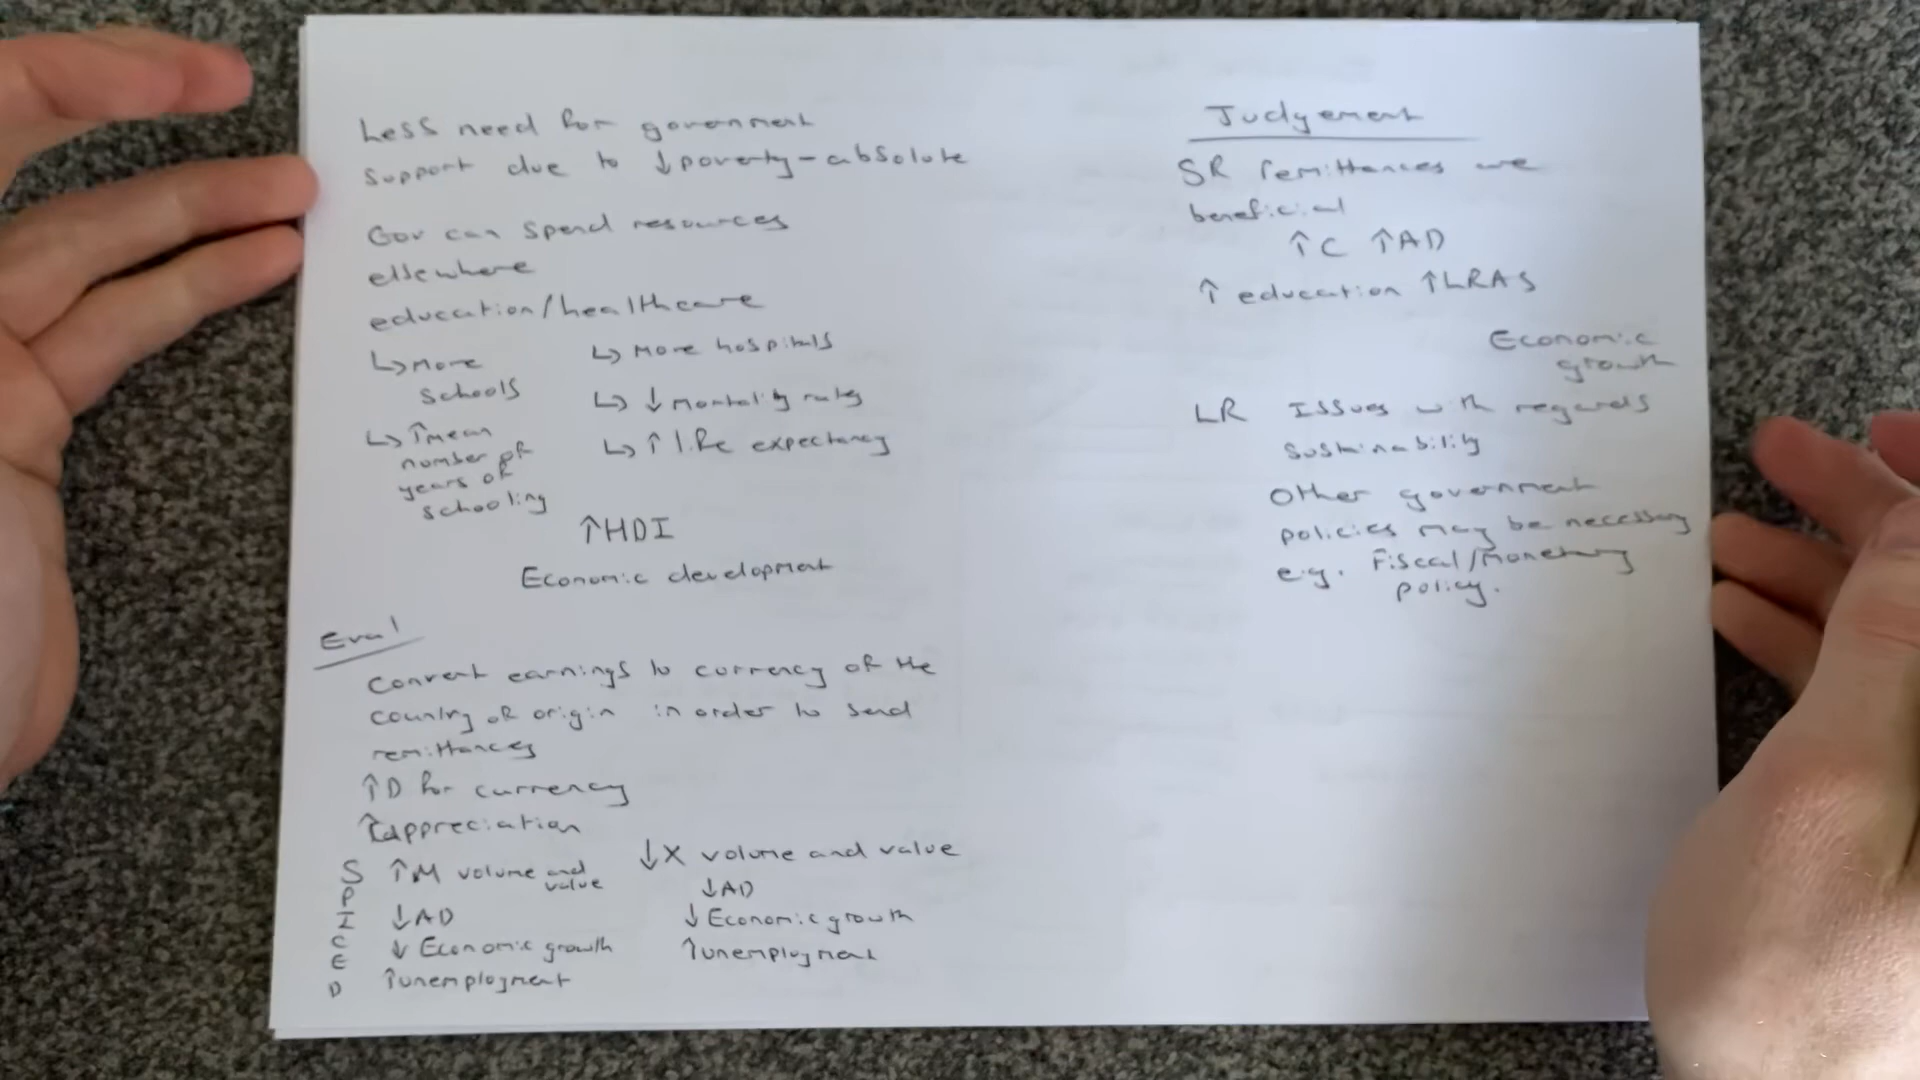 Less need for government
support due to ↓poverty-absolute
Gov can spend resources
elsewhere
education/healthcare
↳ More
schools
↳ ↑mean
number of
years of
schooling
↳ More hospitals
↳ ↓ mortality rates
↳ ↑ life expectancy
↑HDI
Economic development
Eval
Convert earnings to currency of the
country of origin in order to send
remittances
↑D for currency
↑appreciation
S
P
I
C
E
D
↑M volume and
value
↓AD
↓ Economic growth
↑unemployment
↓X volume and value
↓AD
↓ Economic growth
↑unemployment
Judgement
SR remittances are
beneficial
↑C ↑AD
↑ education ↑LRAS
Economic
growth
LR Issues with regards
sustainability
Other government
policies may be necessary
e.g. Fiscal/Monetary
policy.